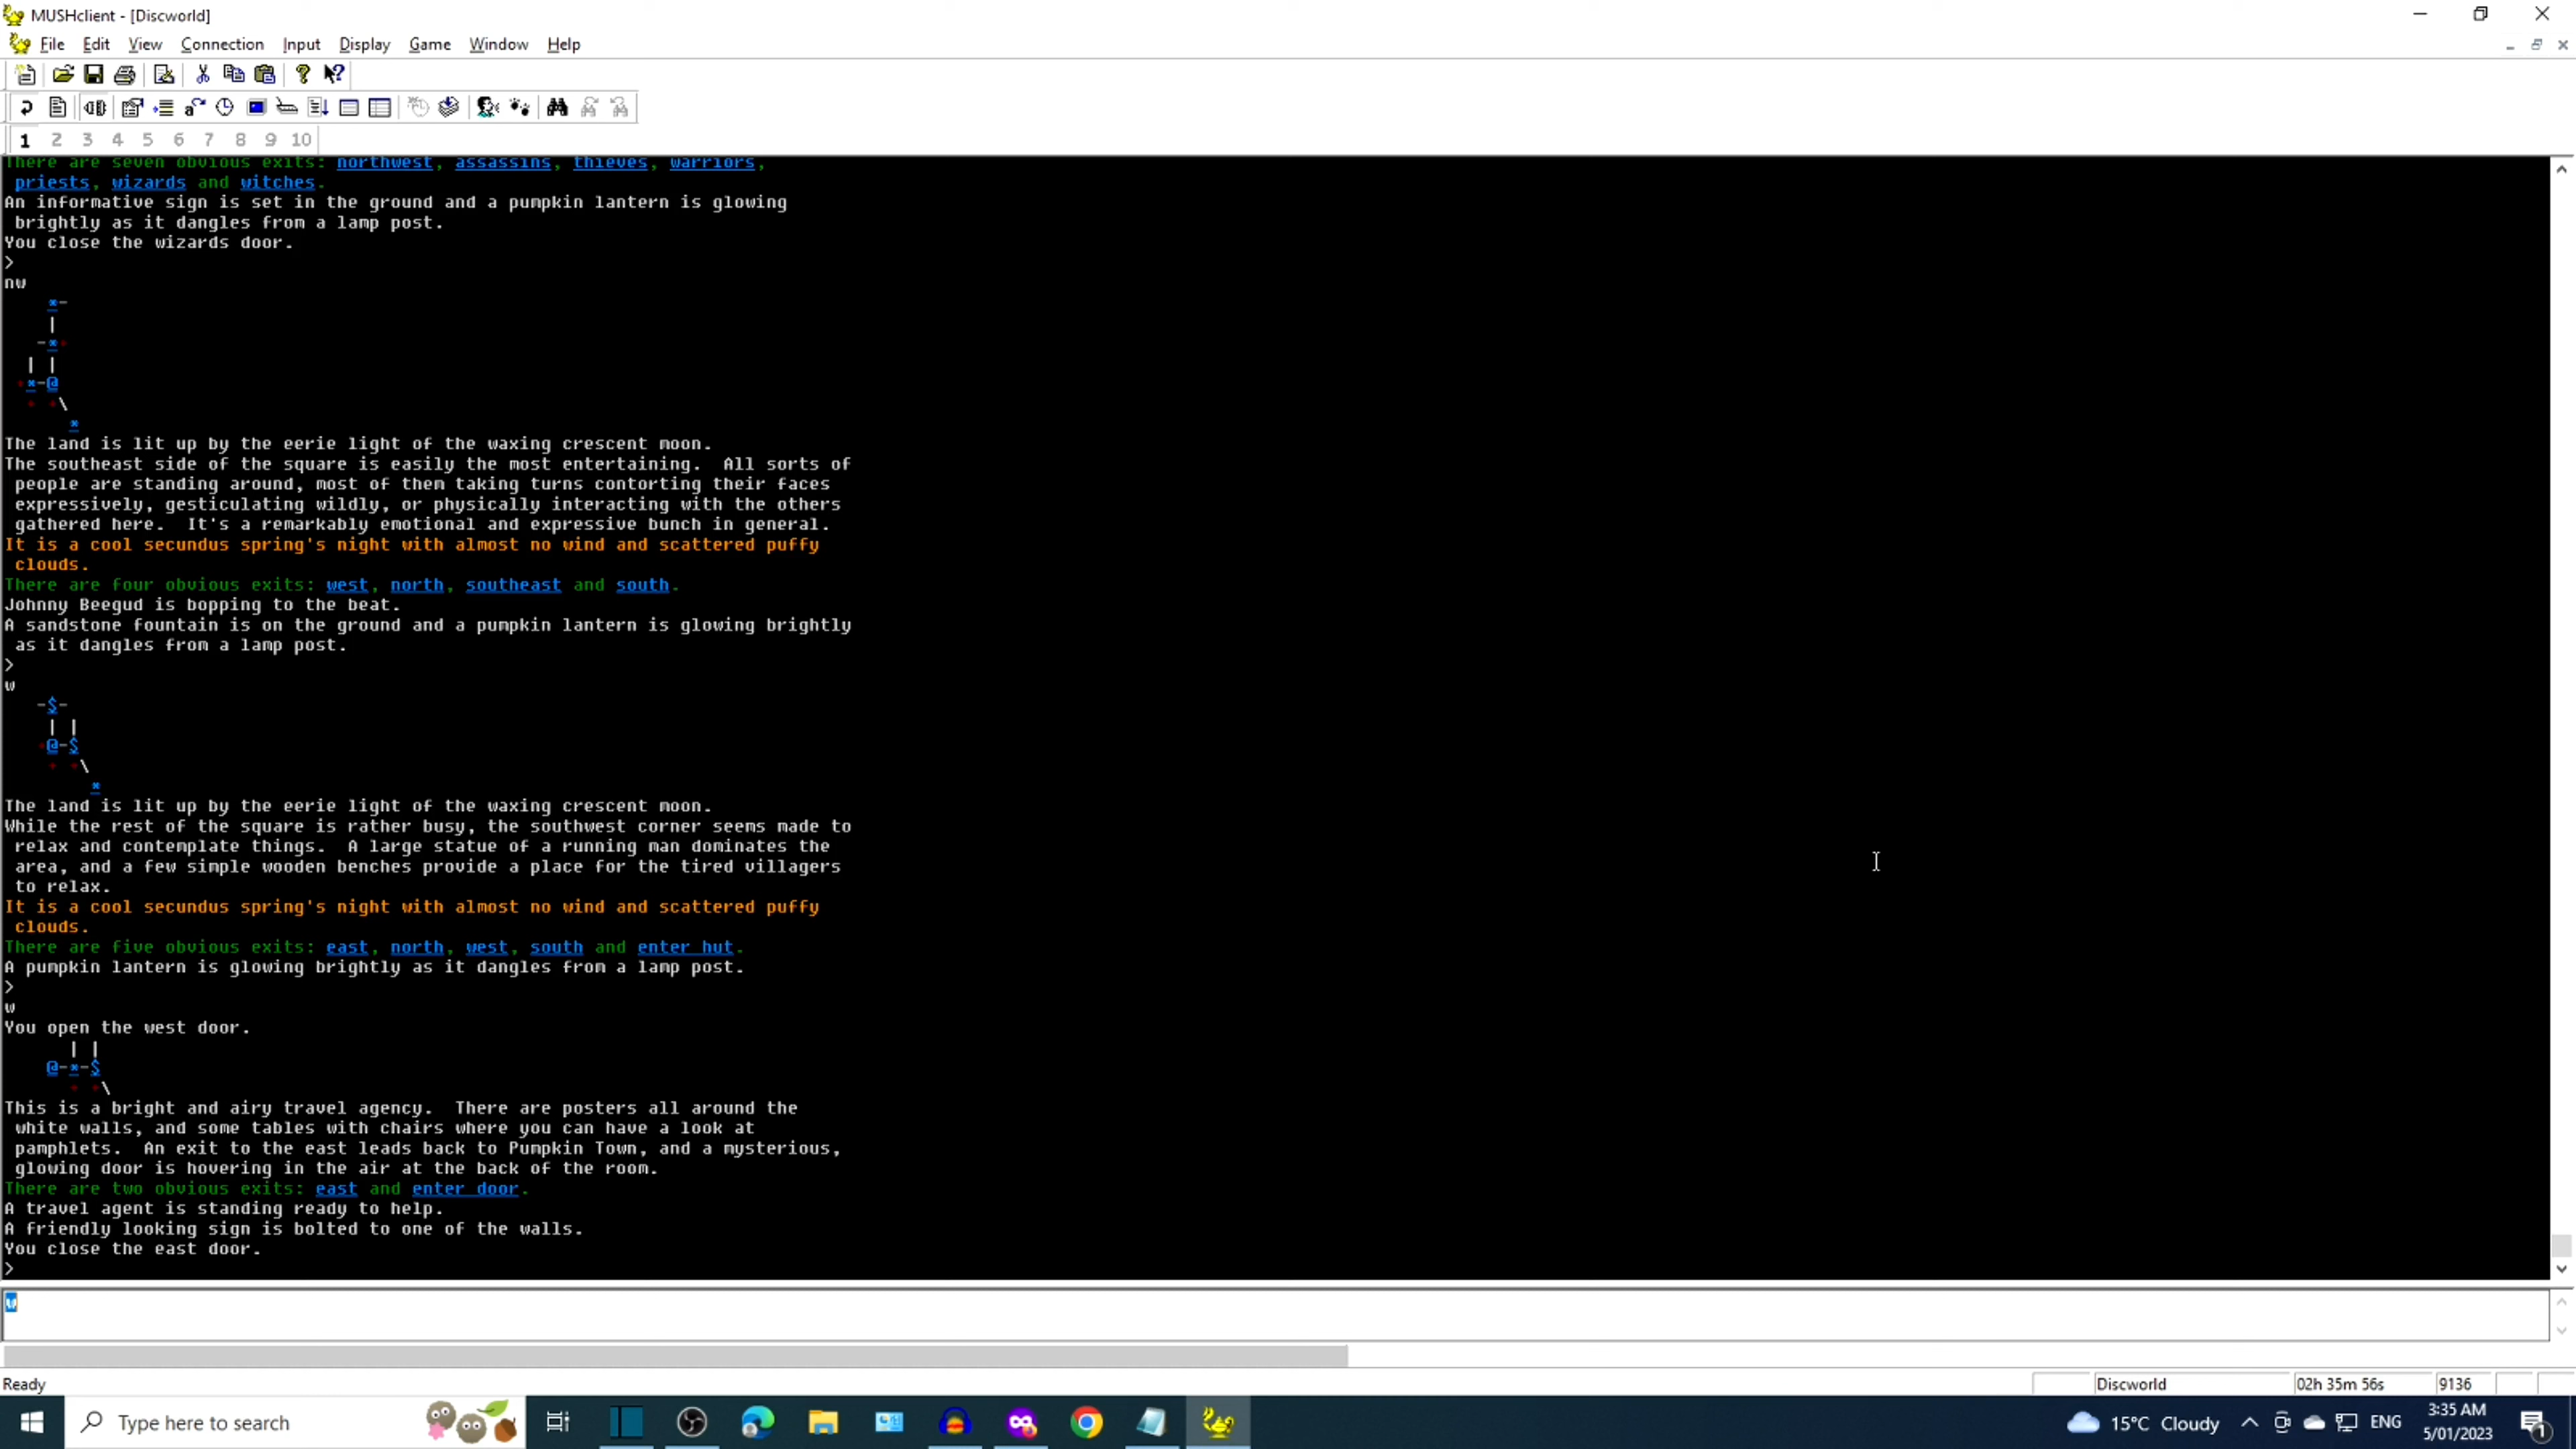 MUSHclient - [Discworld]
File Edit View Connection Input Display Game Window Help
1 2 3 4 5 6 7 8 9 10
There are seven obvious exits: northwest, assassins, thieves, warriors,
priests, wizards and witches.
An informative sign is set in the ground and a pumpkin lantern is glowing
brightly as it dangles from a lamp post.
You close the wizards door.
>
nw
*-
|
-*
| |
*-@
\
*
The land is lit up by the eerie light of the waxing crescent moon.
The southeast side of the square is easily the most entertaining.  All sorts of
people are standing around, most of them taking turns contorting their faces
expressively, gesticulating wildly, or physically interacting with the others
gathered here.  It's a remarkably emotional and expressive bunch in general.
It is a cool secundus spring's night with almost no wind and scattered puffy
clouds.
There are four obvious exits: west, north, southeast and south.
Johnny Beegud is bopping to the beat.
A sandstone fountain is on the ground and a pumpkin lantern is glowing brightly
as it dangles from a lamp post.
>
w
-$-
| |
@-$
\
*
The land is lit up by the eerie light of the waxing crescent moon.
While the rest of the square is rather busy, the southwest corner seems made to
relax and contemplate things.  A large statue of a running man dominates the
area, and a few simple wooden benches provide a place for the tired villagers
to relax.
It is a cool secundus spring's night with almost no wind and scattered puffy
clouds.
There are five obvious exits: east, north, west, south and enter hut.
A pumpkin lantern is glowing brightly as it dangles from a lamp post.
>
w
You open the west door.
| |
@-*-$
\
This is a bright and airy travel agency.  There are posters all around the
white walls, and some tables with chairs where you can have a look at
pamphlets.  An exit to the east leads back to Pumpkin Town, and a mysterious,
glowing door is hovering in the air at the back of the room.
There are two obvious exits: east and enter door.
A travel agent is standing ready to help.
A friendly looking sign is bolted to one of the walls.
You close the east door.
>
w
Ready Discworld 02h 35m 56s 9136
Type here to search 15°C Cloudy ENG 3:35 AM
5/01/2023 1